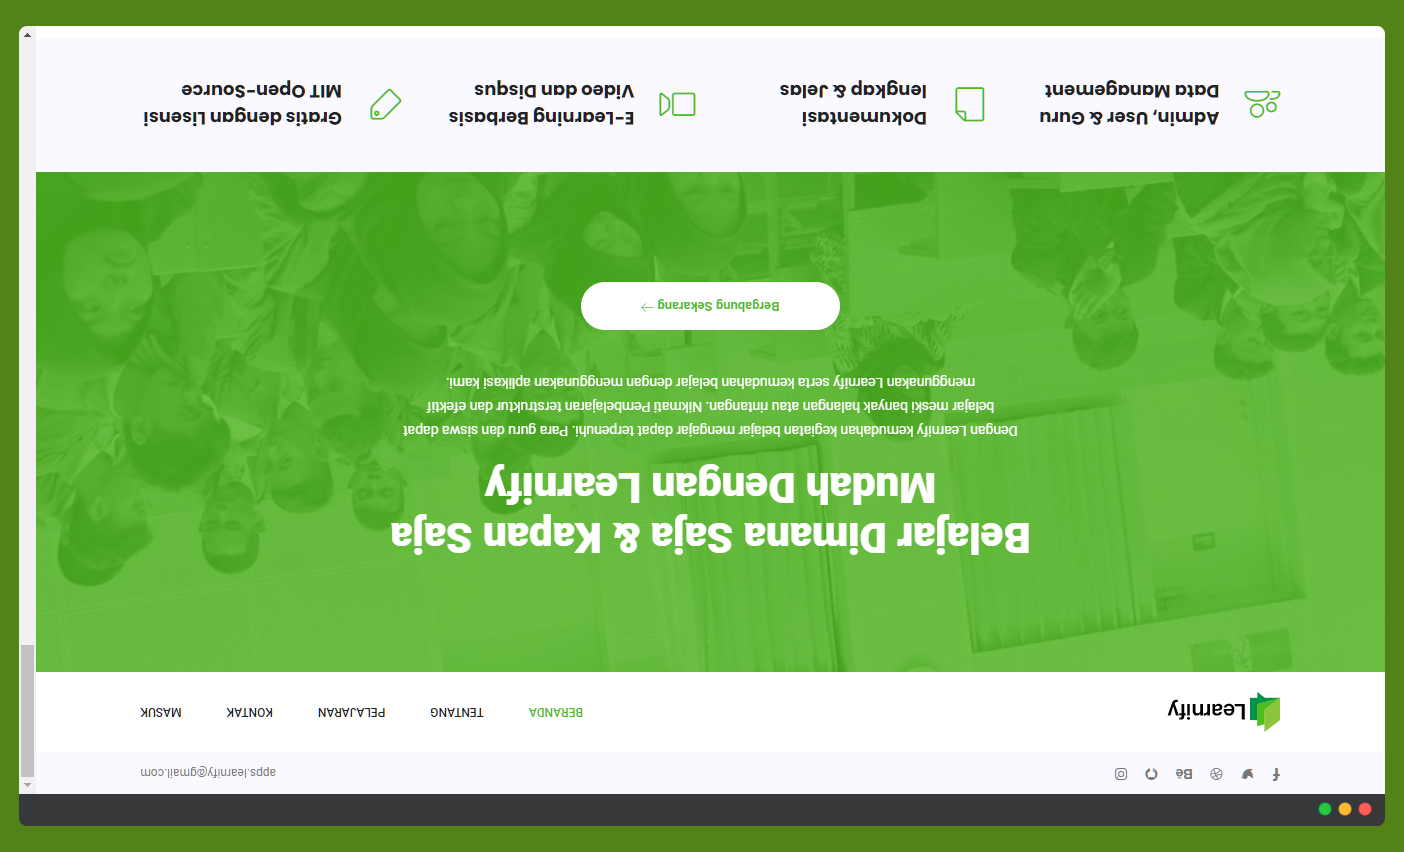 apps.learnify@gmail.com
Learnify
BERANDA TENTANG PELAJARAN KONTAK MASUK
Belajar Dimana Saja & Kapan Saja
Mudah Dengan Learnify
Dengan Learnify kemudahan kegiatan belajar mengajar dapat terpenuhi. Para guru dan siswa dapat
belajar meski banyak halangan atau rintangan. Nikmati Pembelajaran terstruktur dan efektif
menggunakan Learnify serta kemudahan belajar dengan menggunakan aplikasi kami.
Bergabung Sekarang →
Admin, User & Guru
Data Management
Dokumentasi
lengkap & Jelas
E-Learning Berbasis
Video dan Disqus
Gratis dengan Lisensi
MIT Open-Source